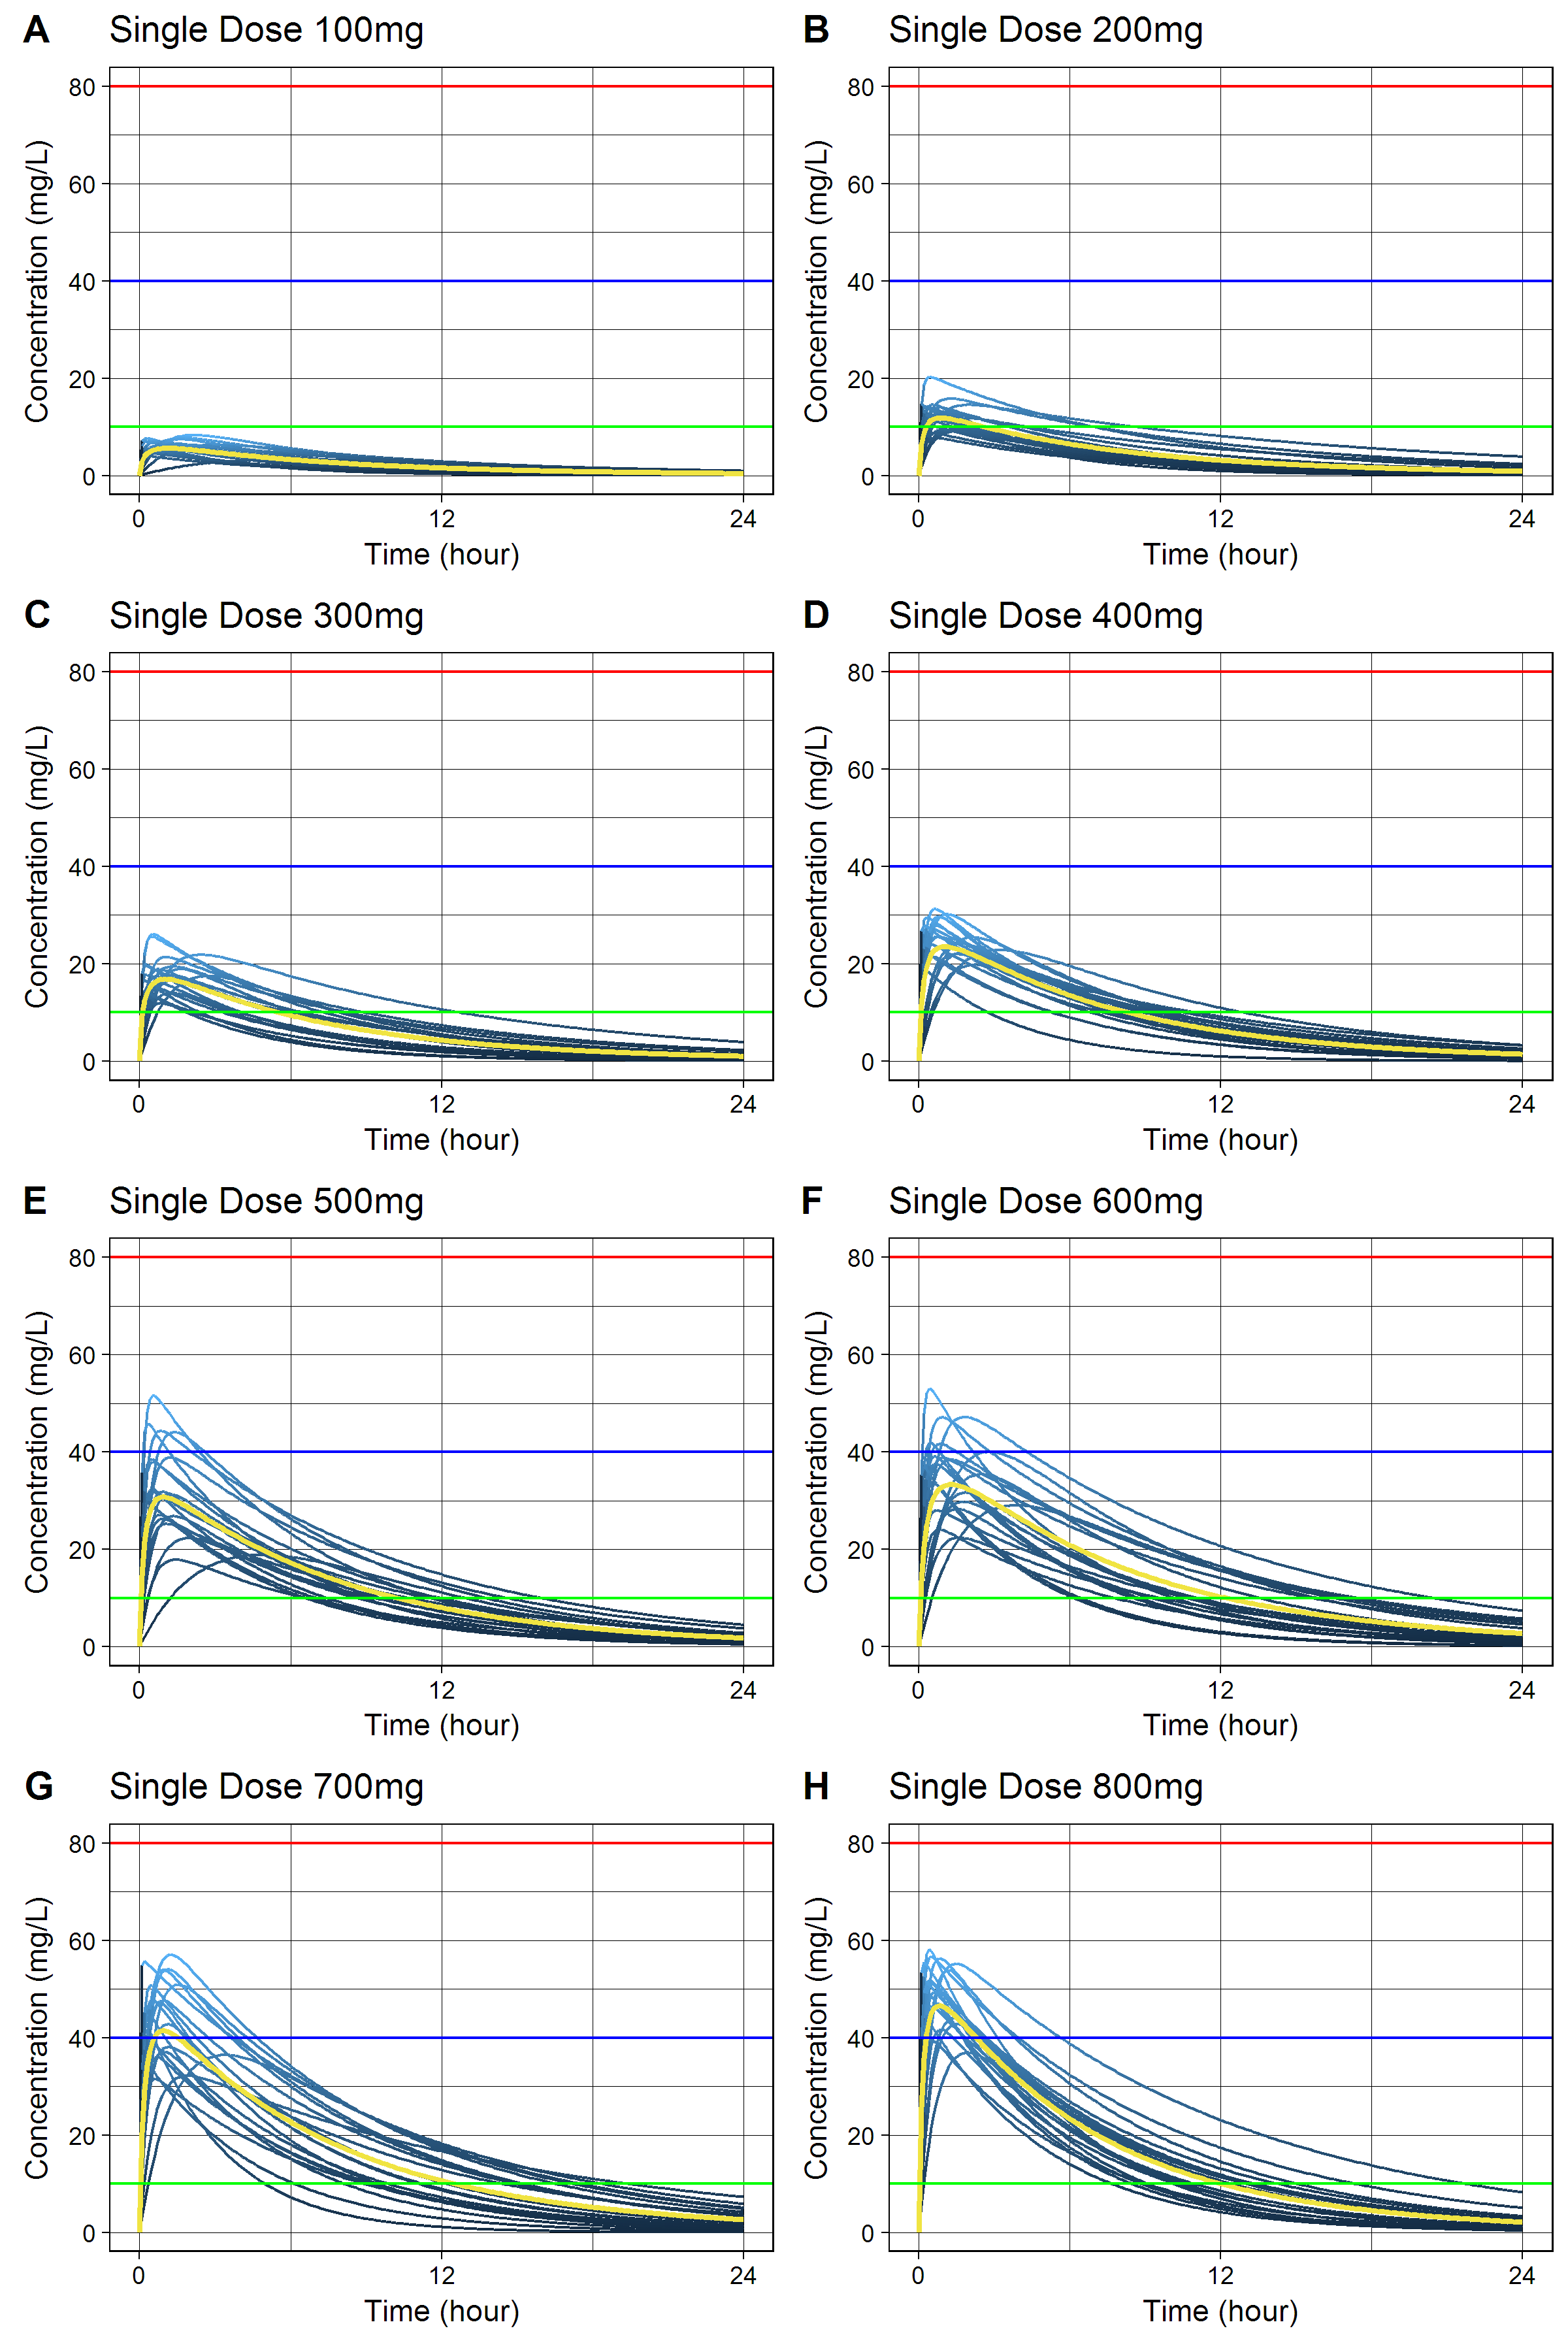 A Single Dose 100mg
Concentration (mg/L)
80
60
40
20
0
0 12 24
Time (hour)
B Single Dose 200mg
Concentration (mg/L)
80
60
40
20
0
0 12 24
Time (hour)
C Single Dose 300mg
Concentration (mg/L)
80
60
40
20
0
0 12 24
Time (hour)
D Single Dose 400mg
Concentration (mg/L)
80
60
40
20
0
0 12 24
Time (hour)
E Single Dose 500mg
Concentration (mg/L)
80
60
40
20
0
0 12 24
Time (hour)
F Single Dose 600mg
Concentration (mg/L)
80
60
40
20
0
0 12 24
Time (hour)
G Single Dose 700mg
Concentration (mg/L)
80
60
40
20
0
0 12 24
Time (hour)
H Single Dose 800mg
Concentration (mg/L)
80
60
40
20
0
0 12 24
Time (hour)